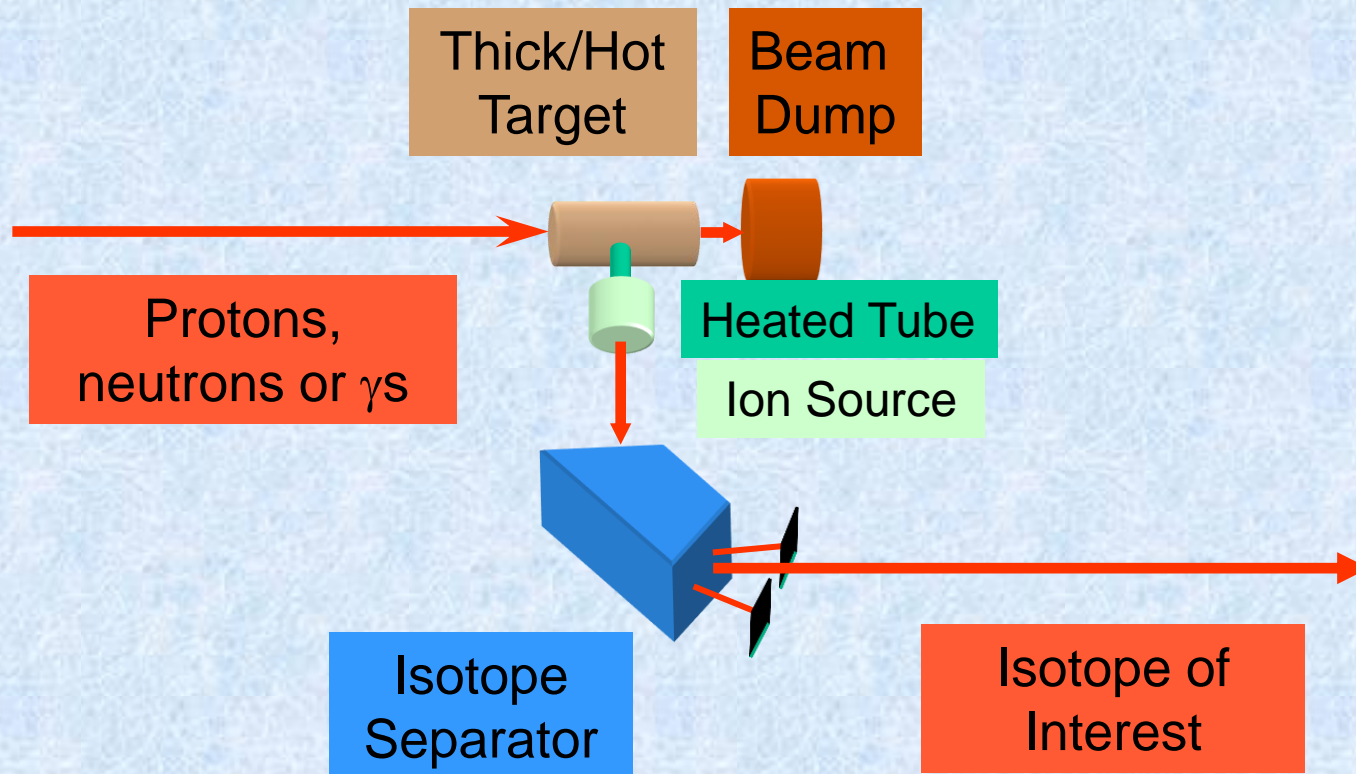 Thick/Hot
Target
Beam
Dump
Protons,
neutrons or γs
Heated Tube
Ion Source
Isotope
Separator
Isotope of
Interest